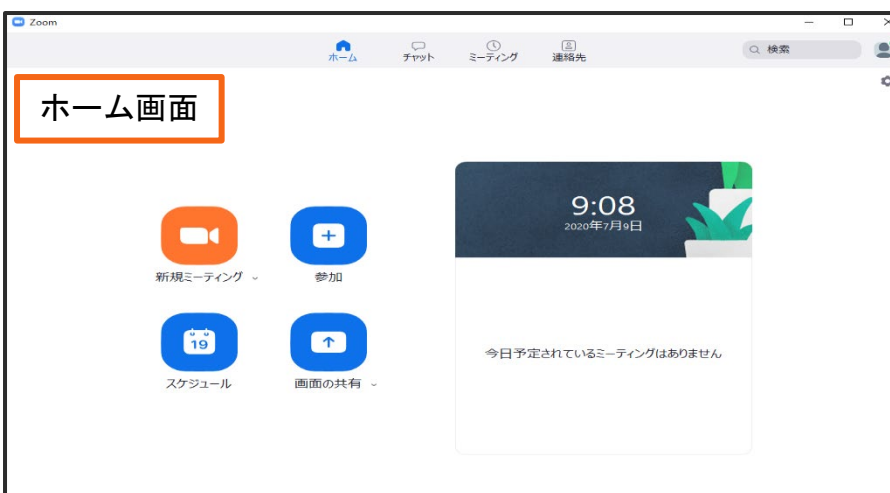 Zoom
ホーム
チャット
ミーティング
連絡先
検索
ホーム画面
9:08
2020年7月9日
新規ミーティング
参加
19
スケジュール
画面の共有
今日予定されているミーティングはありません